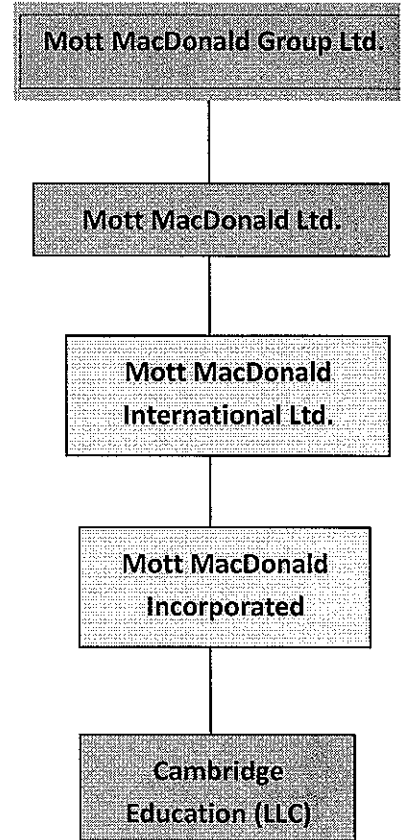 Mott MacDonald Group Ltd.
Mott MacDonald Ltd.
Mott MacDonald
International Ltd.
Mott MacDonald
Incorporated
Cambridge
Education (LLC)